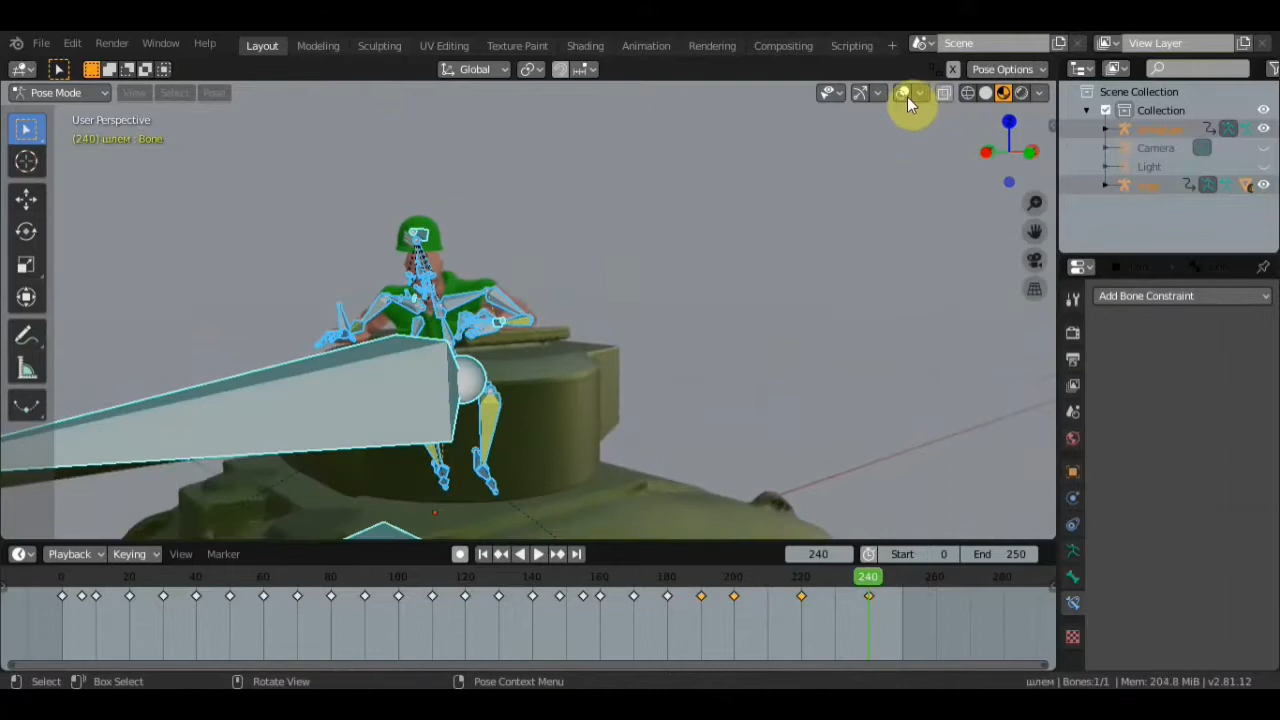 File Edit Render Window Help Layout Modeling Sculpting UV Editing Texture Paint Shading Animation Rendering Compositing Scripting + Scene View Layer
Global X Pose Options
Pose Mode View Select Pose
User Perspective
(240) шлем : Bone
Scene Collection
Collection
Camera
Light
Add Bone Constraint
Playback Keying View Marker 240 Start 0 End 250
0 20 40 60 80 100 120 140 160 180 200 220 240 260 280
Select Box Select Rotate View Pose Context Menu шлем | Bones:1/1 | Mem: 204.8 MiB | v2.81.12